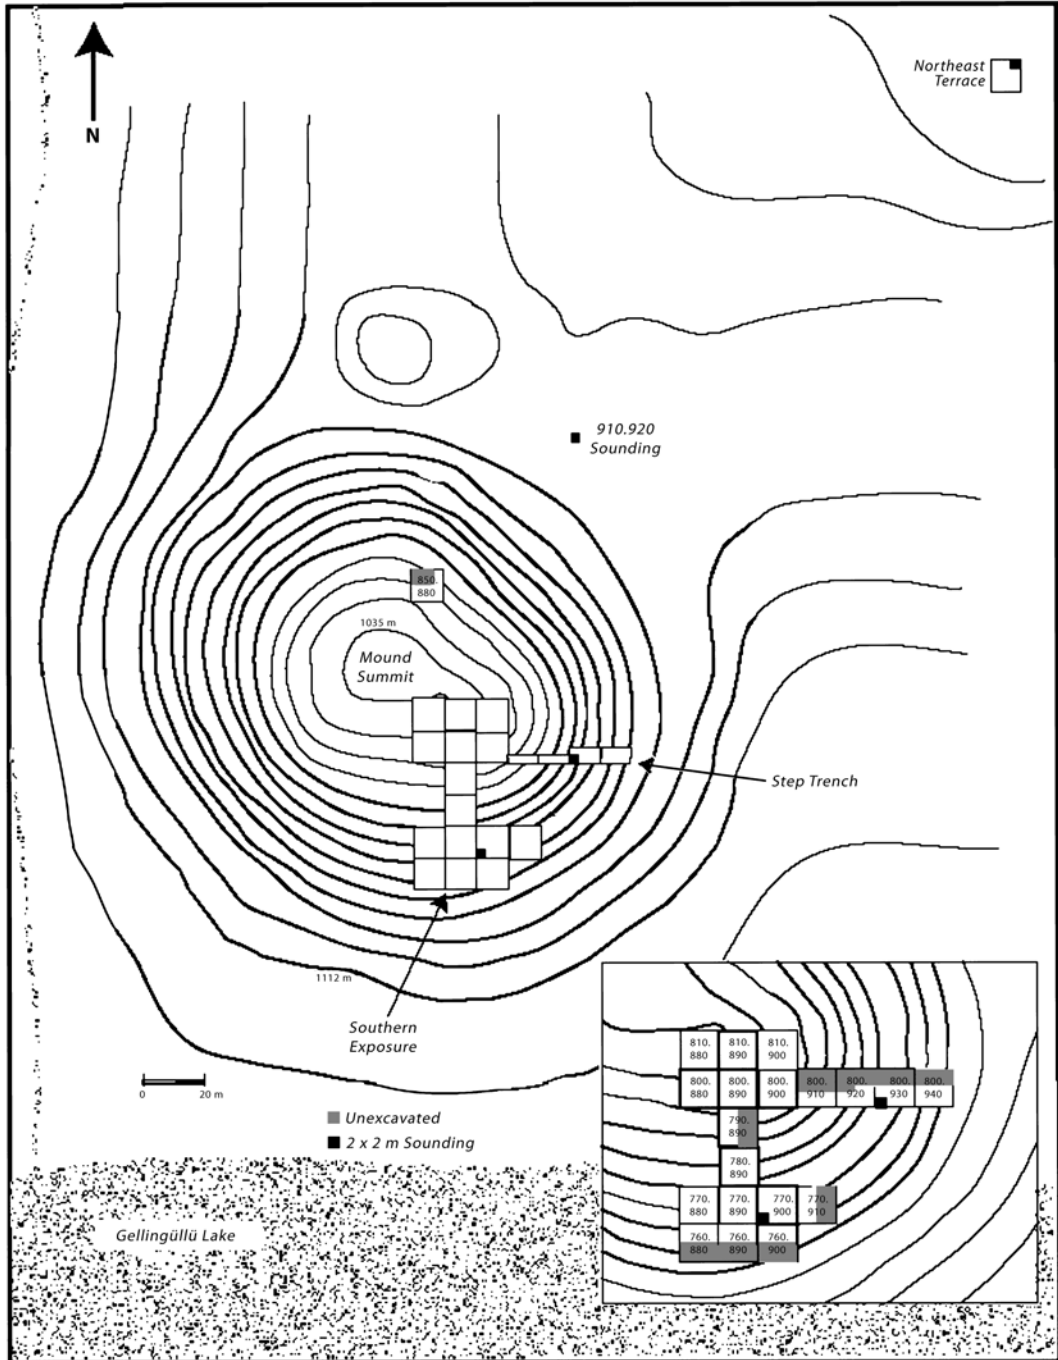 N
Northeast
Terrace
910.920
Sounding
850.
880
1035 m
Mound
Summit
Step Trench
1112 m
Southern
Exposure
0 20 m
Unexcavated
2 x 2 m Sounding
Gellingüllü Lake
810. 810. 810.
880 890 900
800. 800. 800. 800. 800. 800. 800.
880 890 900 910 920 930 940
790.
890
780.
890
770. 770. 770. 770.
880 890 900 910
760. 760. 760.
880 890 900